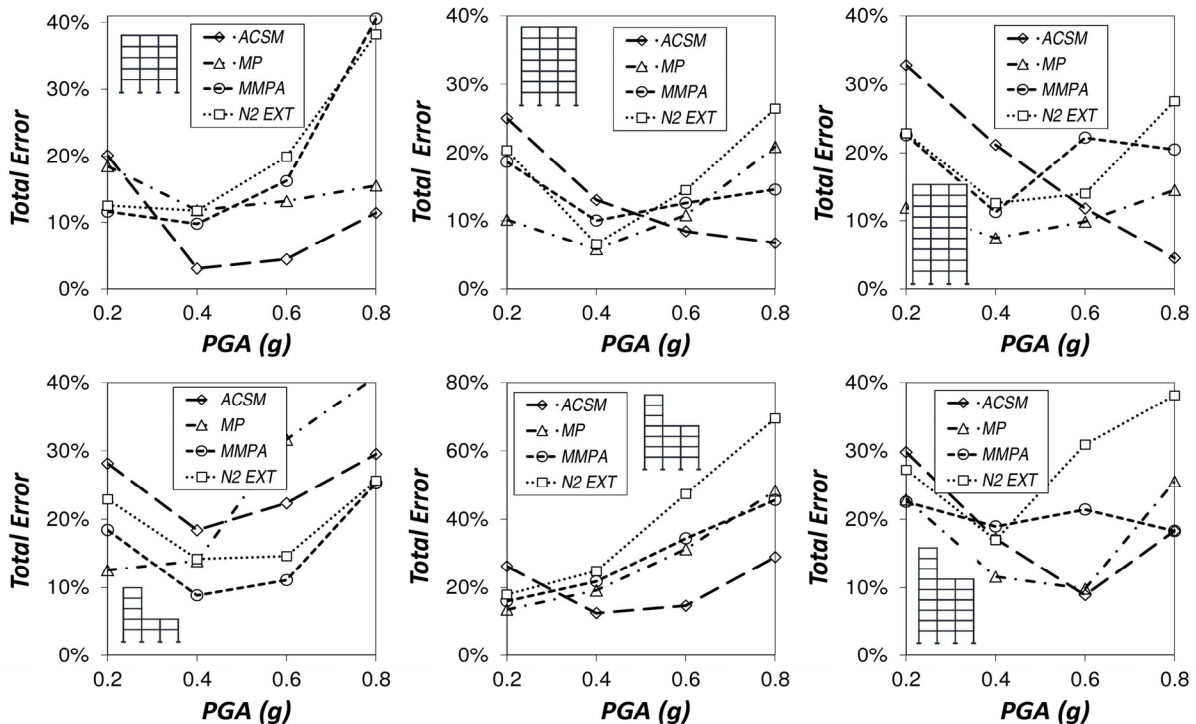 Total Error
40%
30%
20%
10%
0%
· ACSM
· MP
MMPA
· N2 EXT
0.2 0.4 0.6 0.8
PGA (g)
Total Error
40%
30%
20%
10%
0%
· ACSM
· MP
MMPA
· N2 EXT
0.2 0.4 0.6 0.8
PGA (g)
Total Error
40%
30%
20%
10%
0%
· ACSM
· MP
MMPA
· N2 EXT
0.2 0.4 0.6 0.8
PGA (g)
Total Error
40%
30%
20%
10%
0%
ACSM
· MP
MMPA
N2 EXT
0.2 0.4 0.6 0.8
PGA (g)
Total Error
80%
60%
40%
20%
0%
· ACSM
· MP
MMPA
· N2 EXT
0.2 0.4 0.6 0.8
PGA (g)
Total Error
40%
30%
20%
10%
0%
· ACSM
· MP
MMPA
· N2 EXT
0.2 0.4 0.6 0.8
PGA (g)